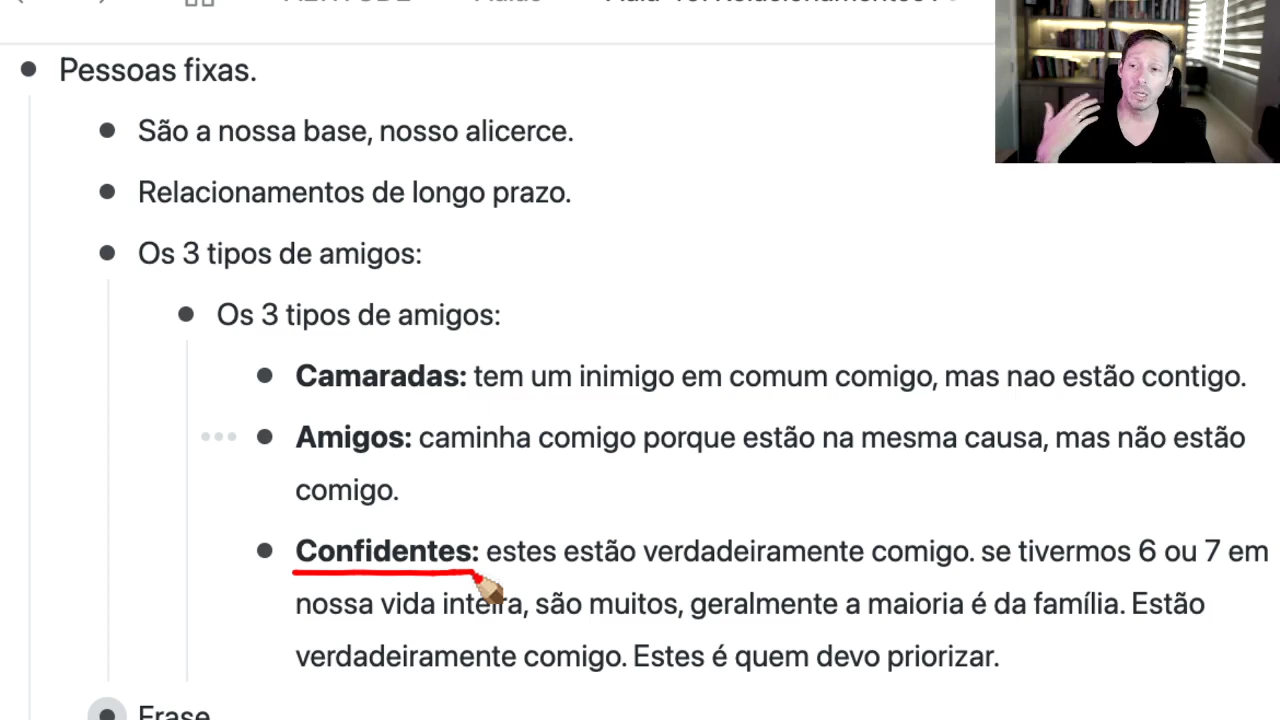 Pessoas fixas.
São a nossa base, nosso alicerce.
Relacionamentos de longo prazo.
Os 3 tipos de amigos:
Os 3 tipos de amigos:
Camaradas: tem um inimigo em comum comigo, mas nao estão contigo.
Amigos: caminha comigo porque estão na mesma causa, mas não estão
comigo.
Confidentes: estes estão verdadeiramente comigo. se tivermos 6 ou 7 em
nossa vida inteira, são muitos, geralmente a maioria é da família. Estão
verdadeiramente comigo. Estes é quem devo priorizar.
Frase